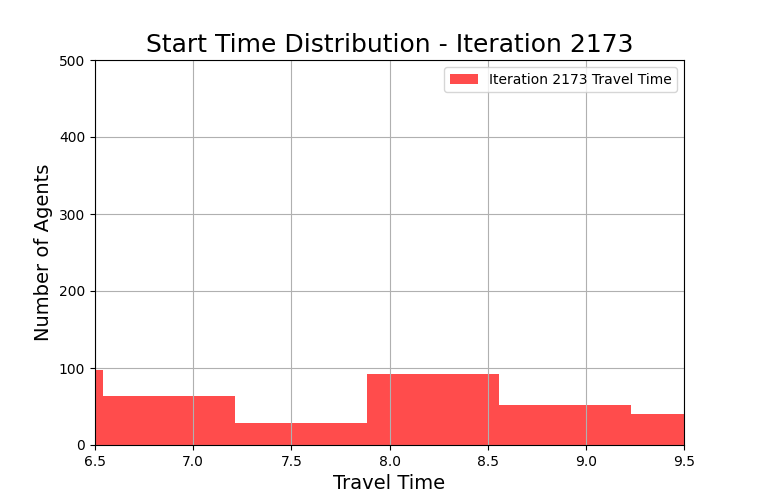 Start Time Distribution - Iteration 2173
Iteration 2173 Travel Time
Number of Agents
500
400
300
200
100
0
6.5 7.0 7.5 8.0 8.5 9.0 9.5
Travel Time